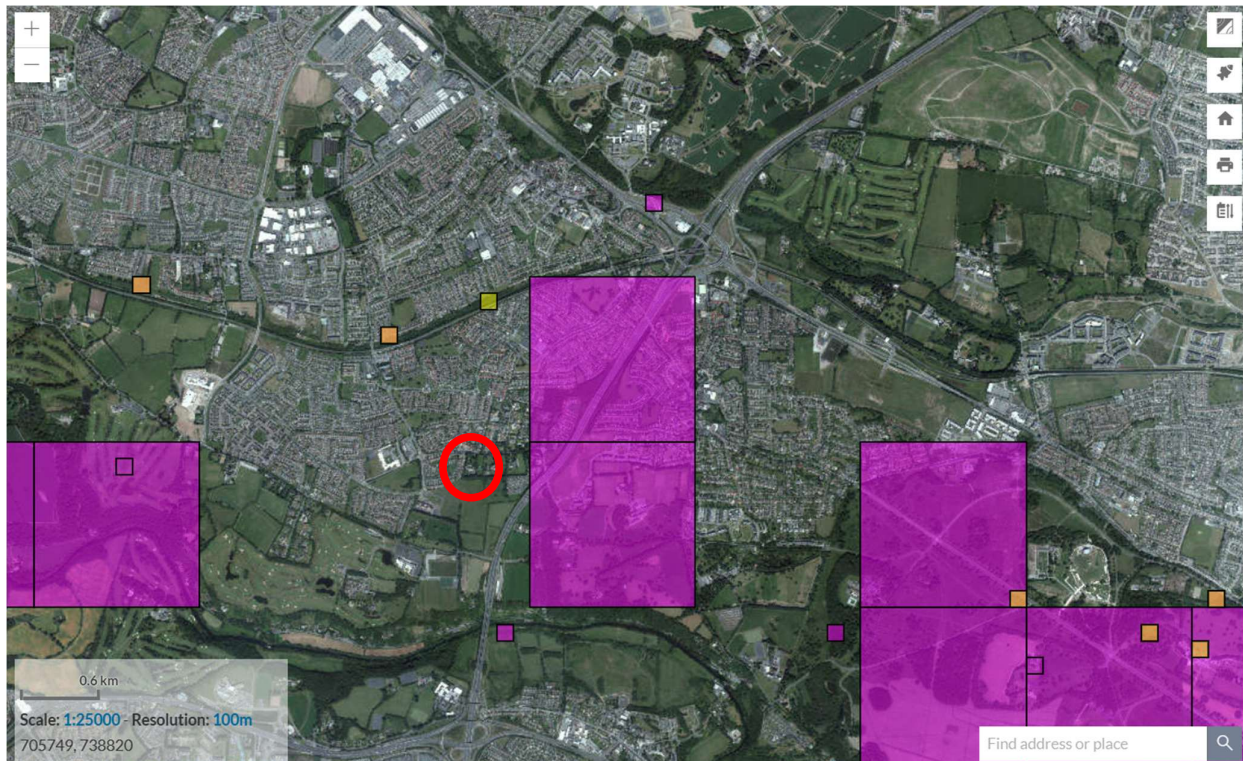 +
−
0.6 km
Scale: 1:25000 - Resolution: 100m
705749, 738820
Find address or place